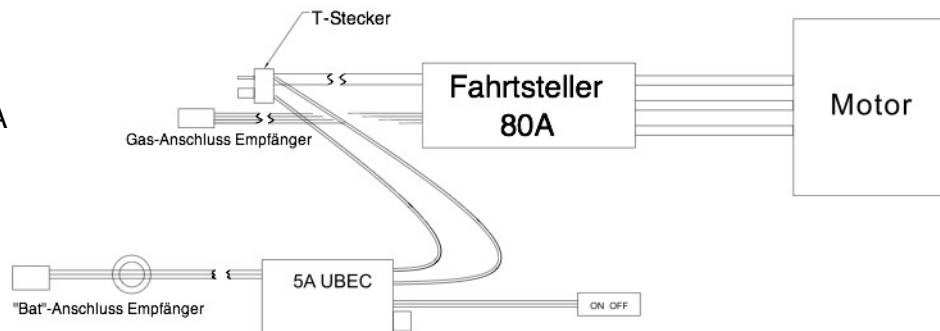 T-Stecker
Fahrtsteller
80A
Motor
A
Gas-Anschluss Empfänger
5A UBEC
ON OFF
"Bat"-Anschluss Empfänger